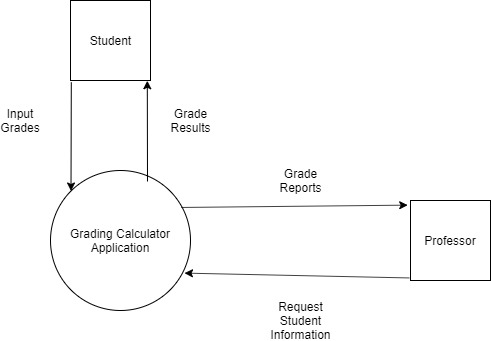 Student
Input
Grades
Grade
Results
Grade
Reports
Grading Calculator
Application
Professor
Request
Student
Information